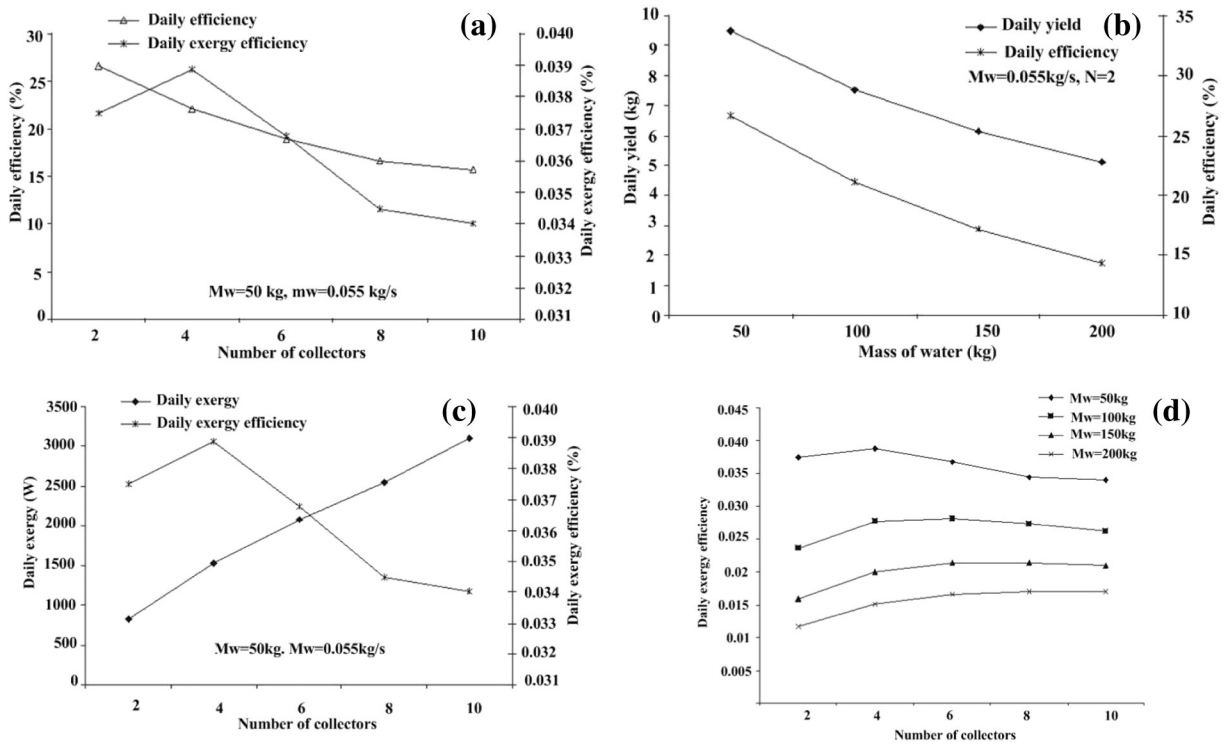 (a)
Daily efficiency
Daily exergy efficiency
30
25
20
15
10
5
0
Daily efficiency (%)
0.040
0.039
0.038
0.037
0.036
0.035
0.034
0.033
0.032
0.031
Daily exergy efficiency (%)
Mw=50 kg, mw=0.055 kg/s
2 4 6 8 10
Number of collectors
(b)
Daily yield
Daily efficiency
Mw=0.055kg/s, N=2
10
9
8
7
6
5
4
3
2
1
0
Daily yield (kg)
35
30
25
20
15
10
Daily efficiency (%)
50 100 150 200
Mass of water (kg)
(c)
Daily exergy
Daily exergy efficiency
3500
3000
2500
2000
1500
1000
500
0
Daily exergy (W)
0.040
0.039
0.038
0.037
0.036
0.035
0.034
0.033
0.032
0.031
Daily exergy efficiency (%)
Mw=50kg. Mw=0.055kg/s
2 4 6 8 10
Number of collectors
(d)
Mw=50kg
Mw=100kg
Mw=150kg
Mw=200kg
0.045
0.040
0.035
0.030
0.025
0.02
0.015
0.01
0.005
Daily exergy efficiency
2 4 6 8 10
Number of collectors